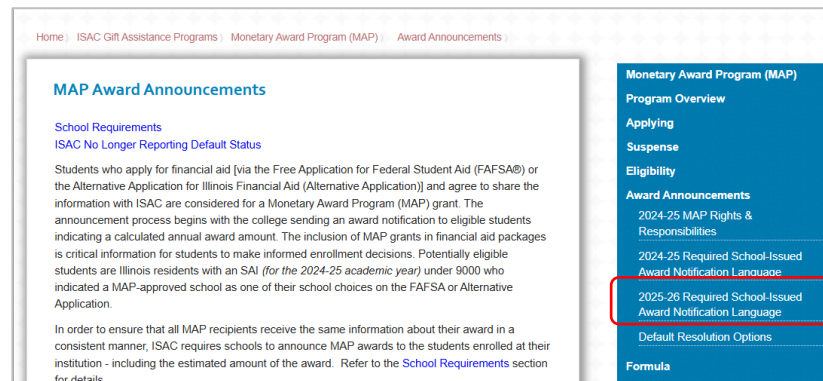 Home〉 ISAC Gift Assistance Programs〉 Monetary Award Program (MAP)〉 Award Announcements〉
MAP Award Announcements
School Requirements
ISAC No Longer Reporting Default Status
Students who apply for financial aid [via the Free Application for Federal Student Aid (FAFSA®) or
the Alternative Application for Illinois Financial Aid (Alternative Application)] and agree to share the
information with ISAC are considered for a Monetary Award Program (MAP) grant. The
announcement process begins with the college sending an award notification to eligible students
indicating a calculated annual award amount. The inclusion of MAP grants in financial aid packages
is critical information for students to make informed enrollment decisions. Potentially eligible
students are Illinois residents with an SAI (for the 2024-25 academic year) under 9000 who
indicated a MAP-approved school as one of their school choices on the FAFSA or Alternative
Application.
In order to ensure that all MAP recipients receive the same information about their award in a
consistent manner, ISAC requires schools to announce MAP awards to the students enrolled at their
institution - including the estimated amount of the award. Refer to the School Requirements section
for details
Monetary Award Program (MAP)
Program Overview
Applying
Suspense
Eligibility
Award Announcements
2024-25 MAP Rights &
Responsibilities
2024-25 Required School-Issued
Award Notification Language
2025-26 Required School-Issued
Award Notification Language
Default Resolution Options
Formula